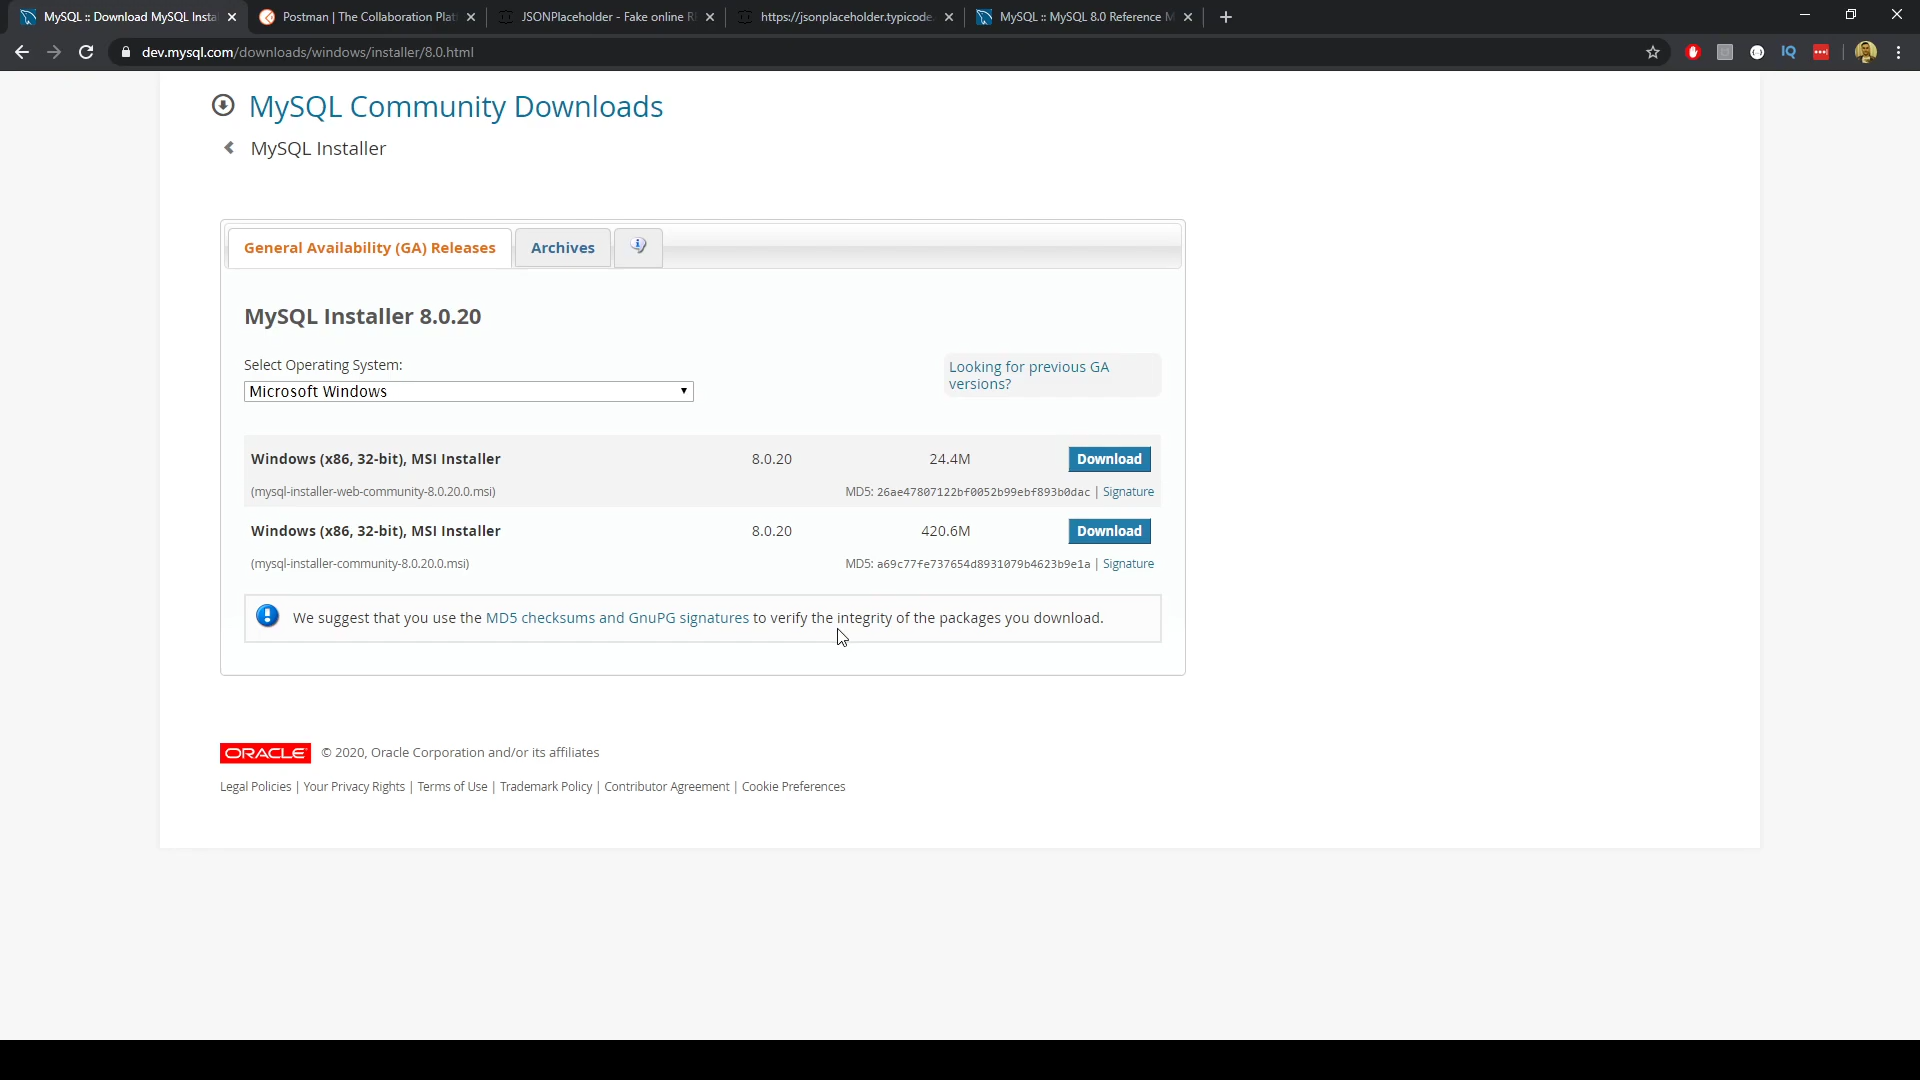 MySQL :: Download MySQL Insta
Postman | The Collaboration Plat
JSONPlaceholder - Fake online R
https://jsonplaceholder.typicode.
MySQL :: MySQL 8.0 Reference M
dev.mysql.com/downloads/windows/installer/8.0.html
IQ
MySQL Community Downloads
MySQL Installer
General Availability (GA) Releases
Archives
MySQL Installer 8.0.20
Select Operating System:
Looking for previous GA
versions?
Microsoft Windows
Windows (x86, 32-bit), MSI Installer 8.0.20 24.4M Download
(mysql-installer-web-community-8.0.20.0.msi) MD5: 26ae47807122bf0052b99ebf893b0dac | Signature
Windows (x86, 32-bit), MSI Installer 8.0.20 420.6M Download
(mysql-installer-community-8.0.20.0.msi) MD5: a69c77fe737654d8931079b4623b9e1a | Signature
We suggest that you use the MD5 checksums and GnuPG signatures to verify the integrity of the packages you download.
ORACLE © 2020, Oracle Corporation and/or its affiliates
Legal Policies | Your Privacy Rights | Terms of Use | Trademark Policy | Contributor Agreement | Cookie Preferences